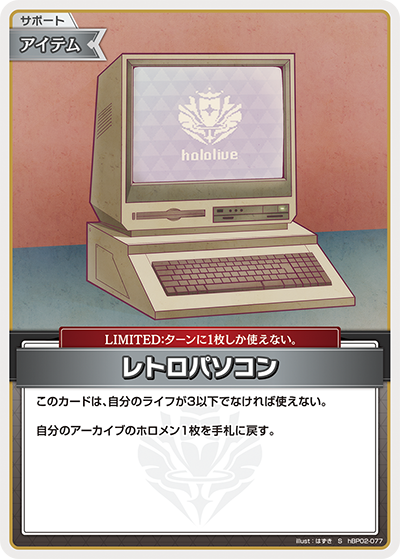 サポート
アイテム
hololive
LIMITED:ターンに1枚しか使えない。
レトロパソコン
このカードは、自分のライフが3以下でなければ使えない。
自分のアーカイブのホロメン1枚を手札に戻す。
illust：はずき S hBP02-077